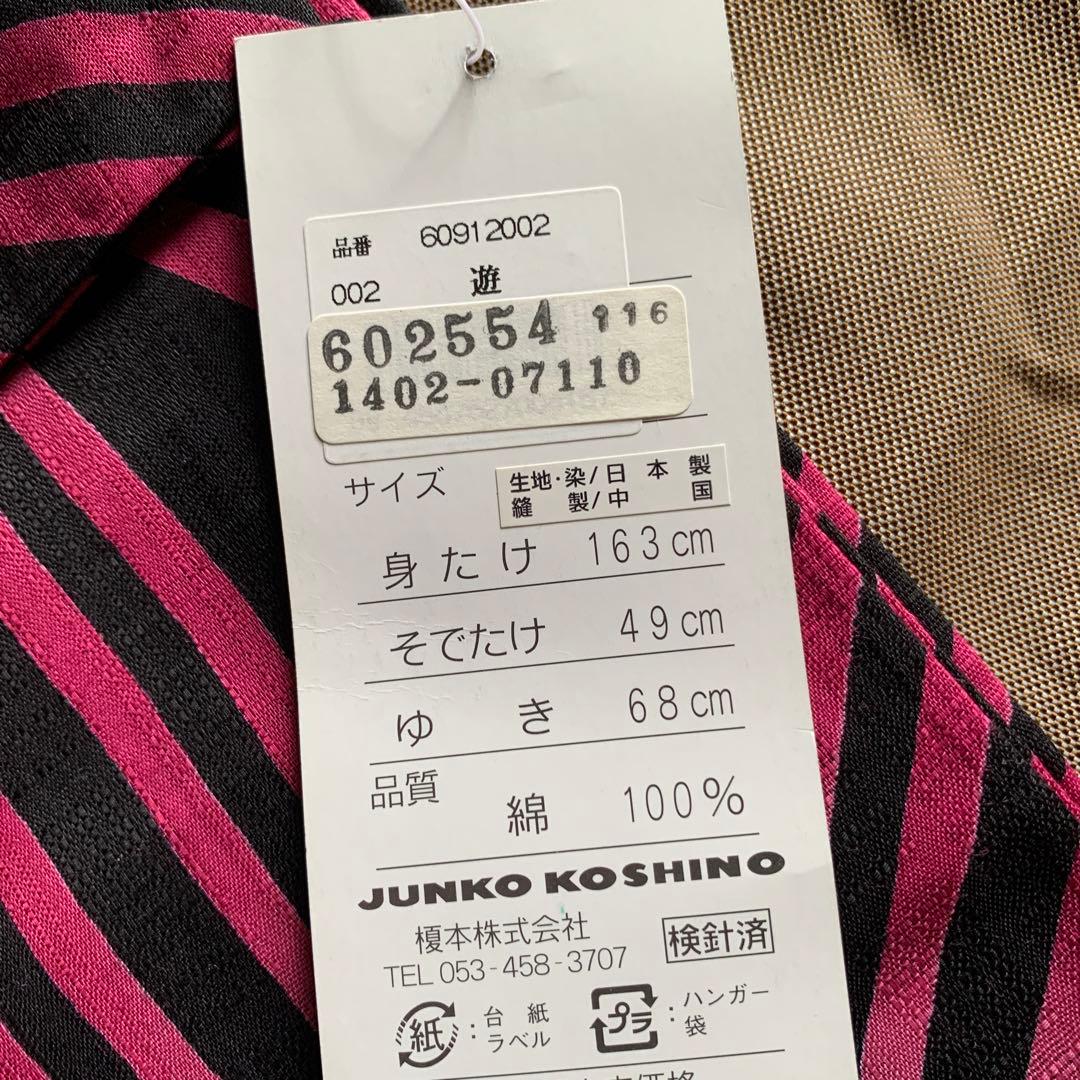 品番 60912002
002 遊
602554 116
1402-07110
サイズ
生地・染/日本製
縫製/中国
身たけ 163cm
そでたけ 49cm
ゆき 68cm
品質
綿 100%
JUNKO KOSHINO
榎本株式会社
検針済
TEL 053-458-3707
紙 : 台紙
ラベル
プラ : ハンガー
袋